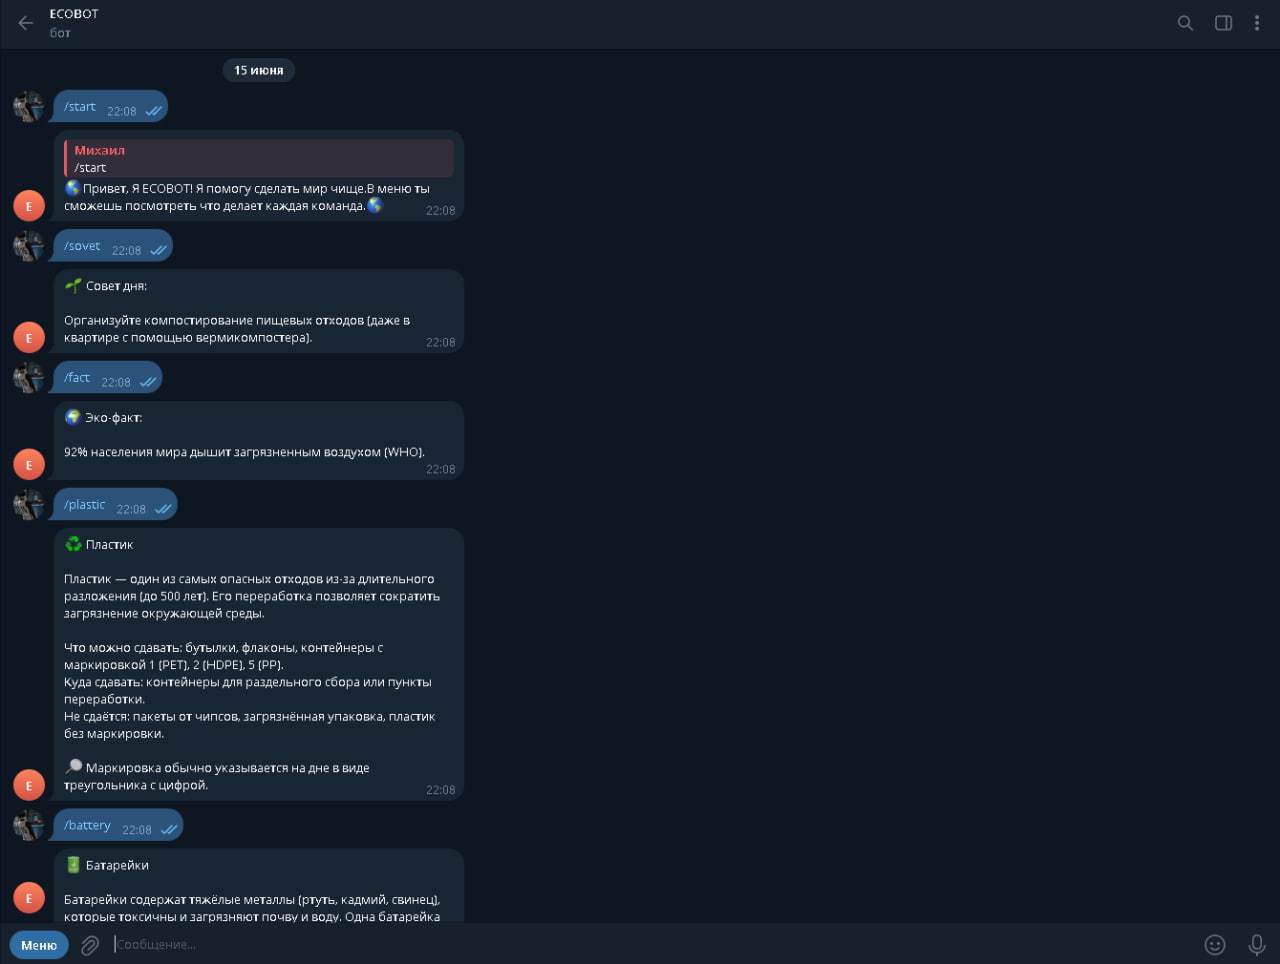 ECOBOT
бот
15 июня
/start 22:08
Михаил
/start
🌎Привет, Я ECOBOT! Я помогу сделать мир чище.В меню ты
сможешь посмотреть что делает каждая команда.🌎
22:08
E
/sovet 22:08
🌱 Совет дня:
Организуйте компостирование пищевых отходов (даже в
квартире с помощью вермикомпостера).
22:08
E
/fact 22:08
🌍 Эко-факт:
92% населения мира дышит загрязненным воздухом (WHO).
22:08
E
/plastic 22:08
♻️ Пластик
Пластик — один из самых опасных отходов из-за длительного
разложения (до 500 лет). Его переработка позволяет сократить
загрязнение окружающей среды.
Что можно сдавать: бутылки, флаконы, контейнеры с
маркировкой 1 (PET), 2 (HDPE), 5 (PP).
Куда сдавать: контейнеры для раздельного сбора или пункты
переработки.
Не сдаётся: пакеты от чипсов, загрязнённая упаковка, пластик
без маркировки.
🔎 Маркировка обычно указывается на дне в виде
треугольника с цифрой.
22:08
E
/battery 22:08
🔋 Батарейки
Батарейки содержат тяжёлые металлы (ртуть, кадмий, свинец),
которые токсичны и загрязняют почву и воду. Одна батарейка
E
Меню
Сообщение...